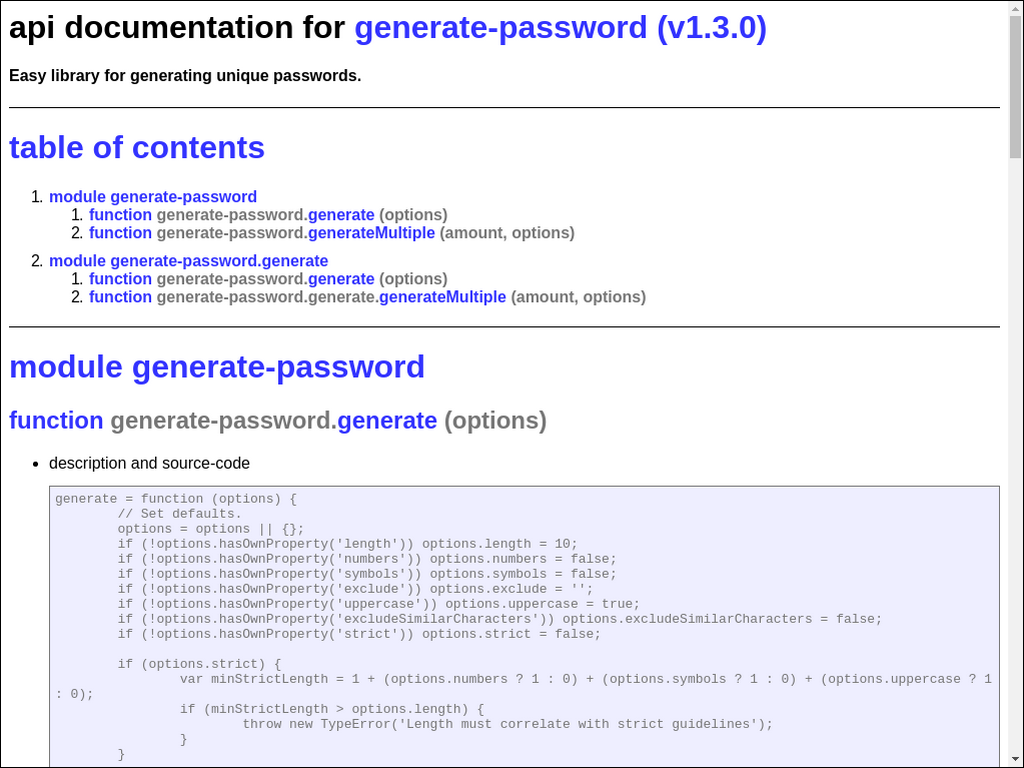 api documentation for generate-password (v1.3.0)
Easy library for generating unique passwords.
table of contents
1. module generate-password
1. function generate-password.generate (options)
2. function generate-password.generateMultiple (amount, options)
2. module generate-password.generate
1. function generate-password.generate (options)
2. function generate-password.generate.generateMultiple (amount, options)
module generate-password
function generate-password.generate (options)
• description and source-code
generate = function (options) {
        // Set defaults.
        options = options || {};
        if (!options.hasOwnProperty('length')) options.length = 10;
        if (!options.hasOwnProperty('numbers')) options.numbers = false;
        if (!options.hasOwnProperty('symbols')) options.symbols = false;
        if (!options.hasOwnProperty('exclude')) options.exclude = '';
        if (!options.hasOwnProperty('uppercase')) options.uppercase = true;
        if (!options.hasOwnProperty('excludeSimilarCharacters')) options.excludeSimilarCharacters = false;
        if (!options.hasOwnProperty('strict')) options.strict = false;
        if (options.strict) {
                var minStrictLength = 1 + (options.numbers ? 1 : 0) + (options.symbols ? 1 : 0) + (options.uppercase ? 1
: 0);
                if (minStrictLength > options.length) {
                        throw new TypeError('Length must correlate with strict guidelines');
                }
        }